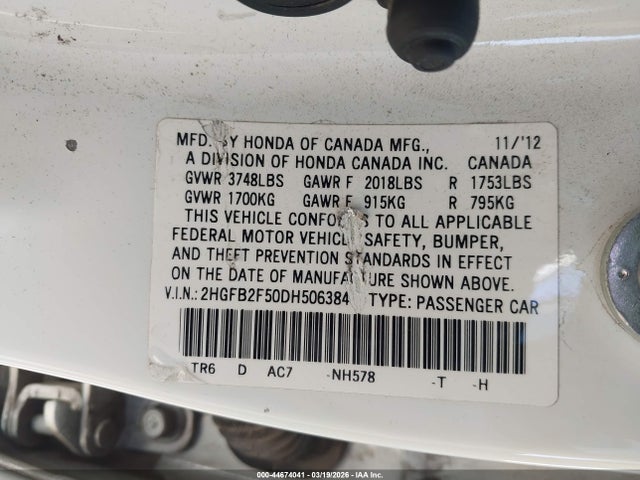 MFD. BY HONDA OF CANADA MFG., 11/'12
A DIVISION OF HONDA CANADA INC. CANADA
GVWR 3748LBS GAWR F 2018LBS R 1753LBS
GVWR 1700KG GAWR F 915KG R 795KG
THIS VEHICLE CONFORMS TO ALL APPLICABLE
FEDERAL MOTOR VEHICLE SAFETY, BUMPER,
AND THEFT PREVENTION STANDARDS IN EFFECT
ON THE DATE OF MANUFACTURE SHOWN ABOVE.
V.I.N.: 2HGFB2F50DH506384 TYPE: PASSENGER CAR
TR6 D AC7 -NH578 -T -H
000-44674041 - 03/19/2026 - IAA Inc.